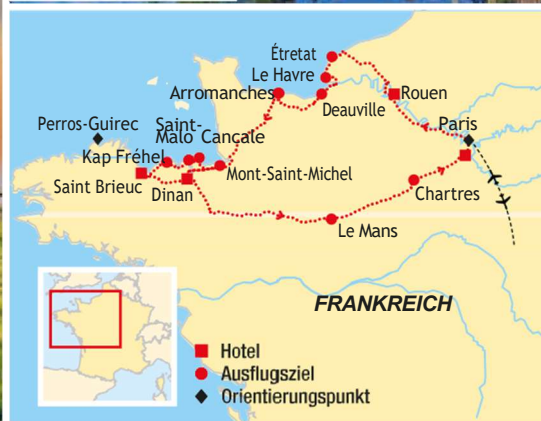 Étretat
Le Havre
Arromanches
Rouen
Deauville
Perros-Guirec
Saint-
Malo
Cancale
Paris
Kap Fréhel
Mont-Saint-Michel
Saint Brieuc
Dinan
Chartres
Le Mans
FRANKREICH
Hotel
Ausflugsziel
Orientierungspunkt